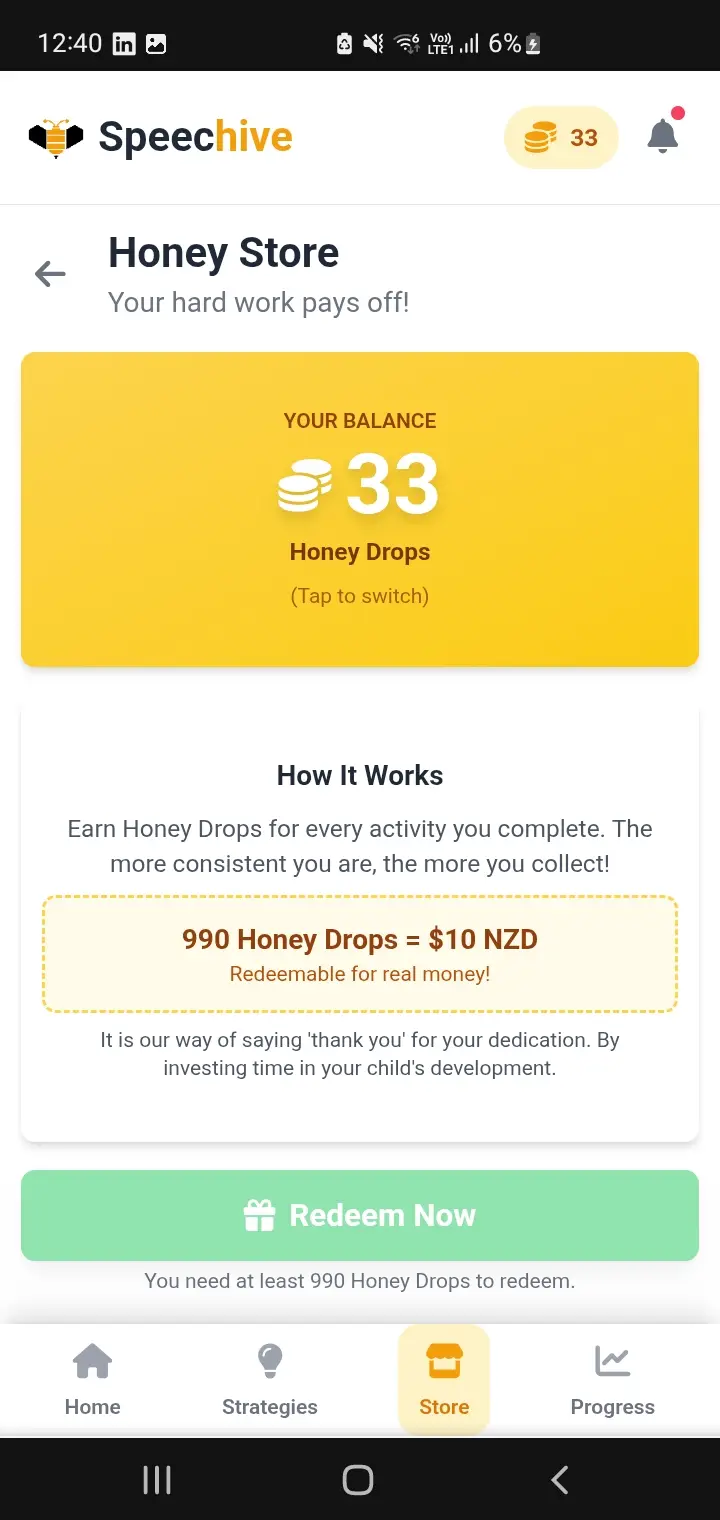 12:40
6
Vo))
LTE1
6%
Speechive
33
Honey Store
Your hard work pays off!
YOUR BALANCE
33
Honey Drops
(Tap to switch)
How It Works
Earn Honey Drops for every activity you complete. The
more consistent you are, the more you collect!
990 Honey Drops = $10 NZD
Redeemable for real money!
It is our way of saying 'thank you' for your dedication. By
investing time in your child's development.
Redeem Now
You need at least 990 Honey Drops to redeem.
Home
Strategies
Store
Progress